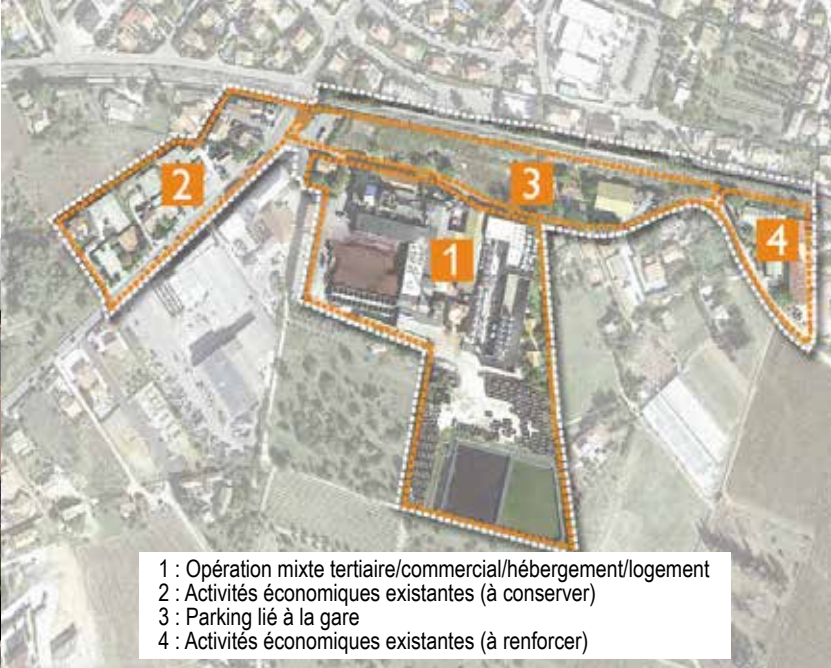 2
3
1
4
1 : Opération mixte tertiaire/commercial/hébergement/logement
2 : Activités économiques existantes (à conserver)
3 : Parking lié à la gare
4 : Activités économiques existantes (à renforcer)